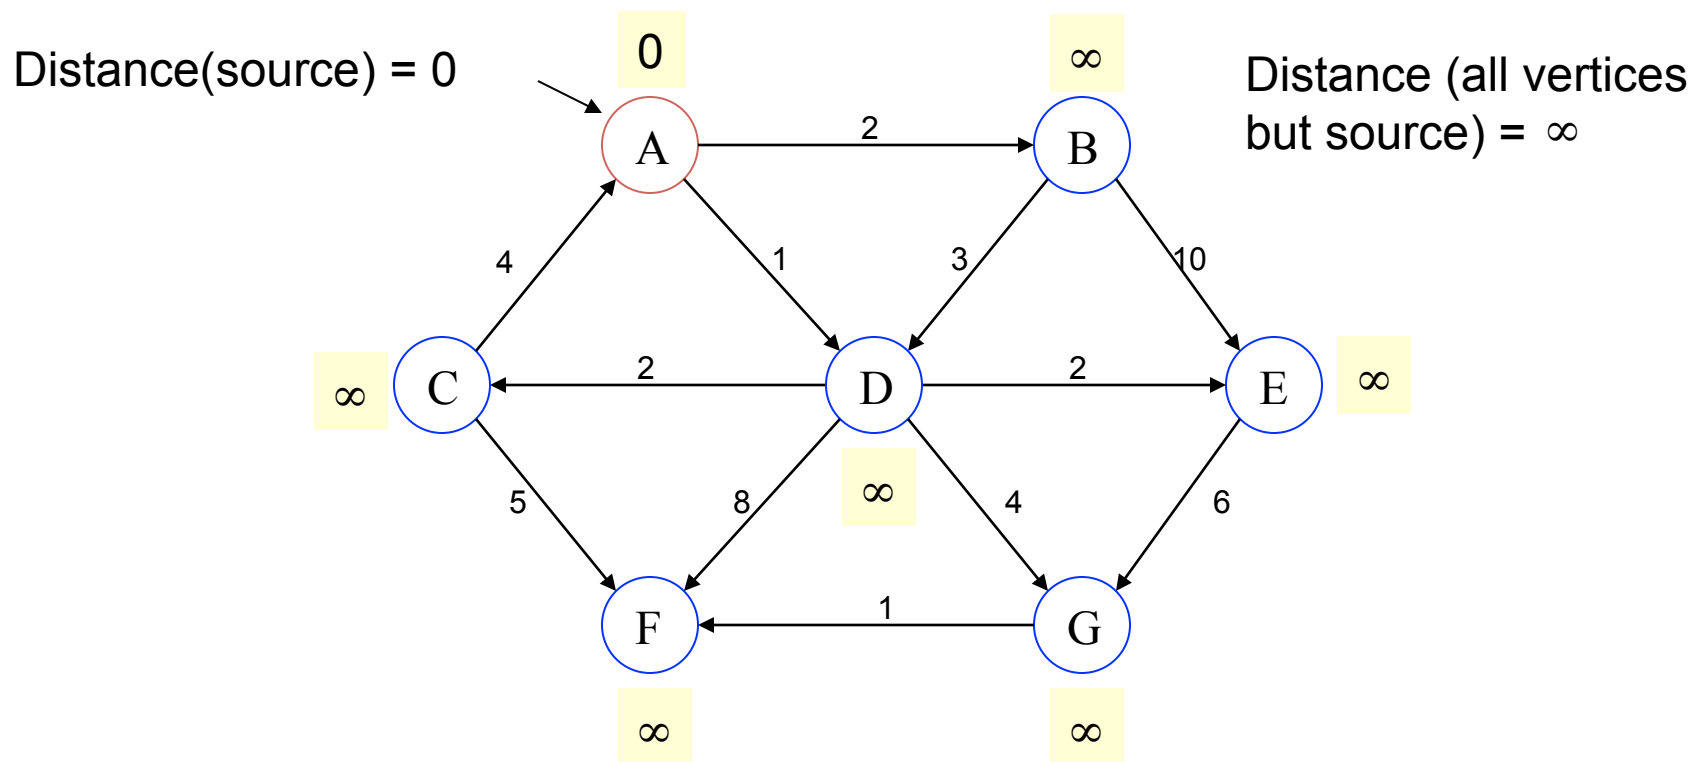 Distance(source) = 0
0
∞
Distance (all vertices
but source) = ∞
A
2
B
4
1
3
10
∞
C
2
D
2
E
∞
∞
5
8
4
6
F
1
G
∞
∞